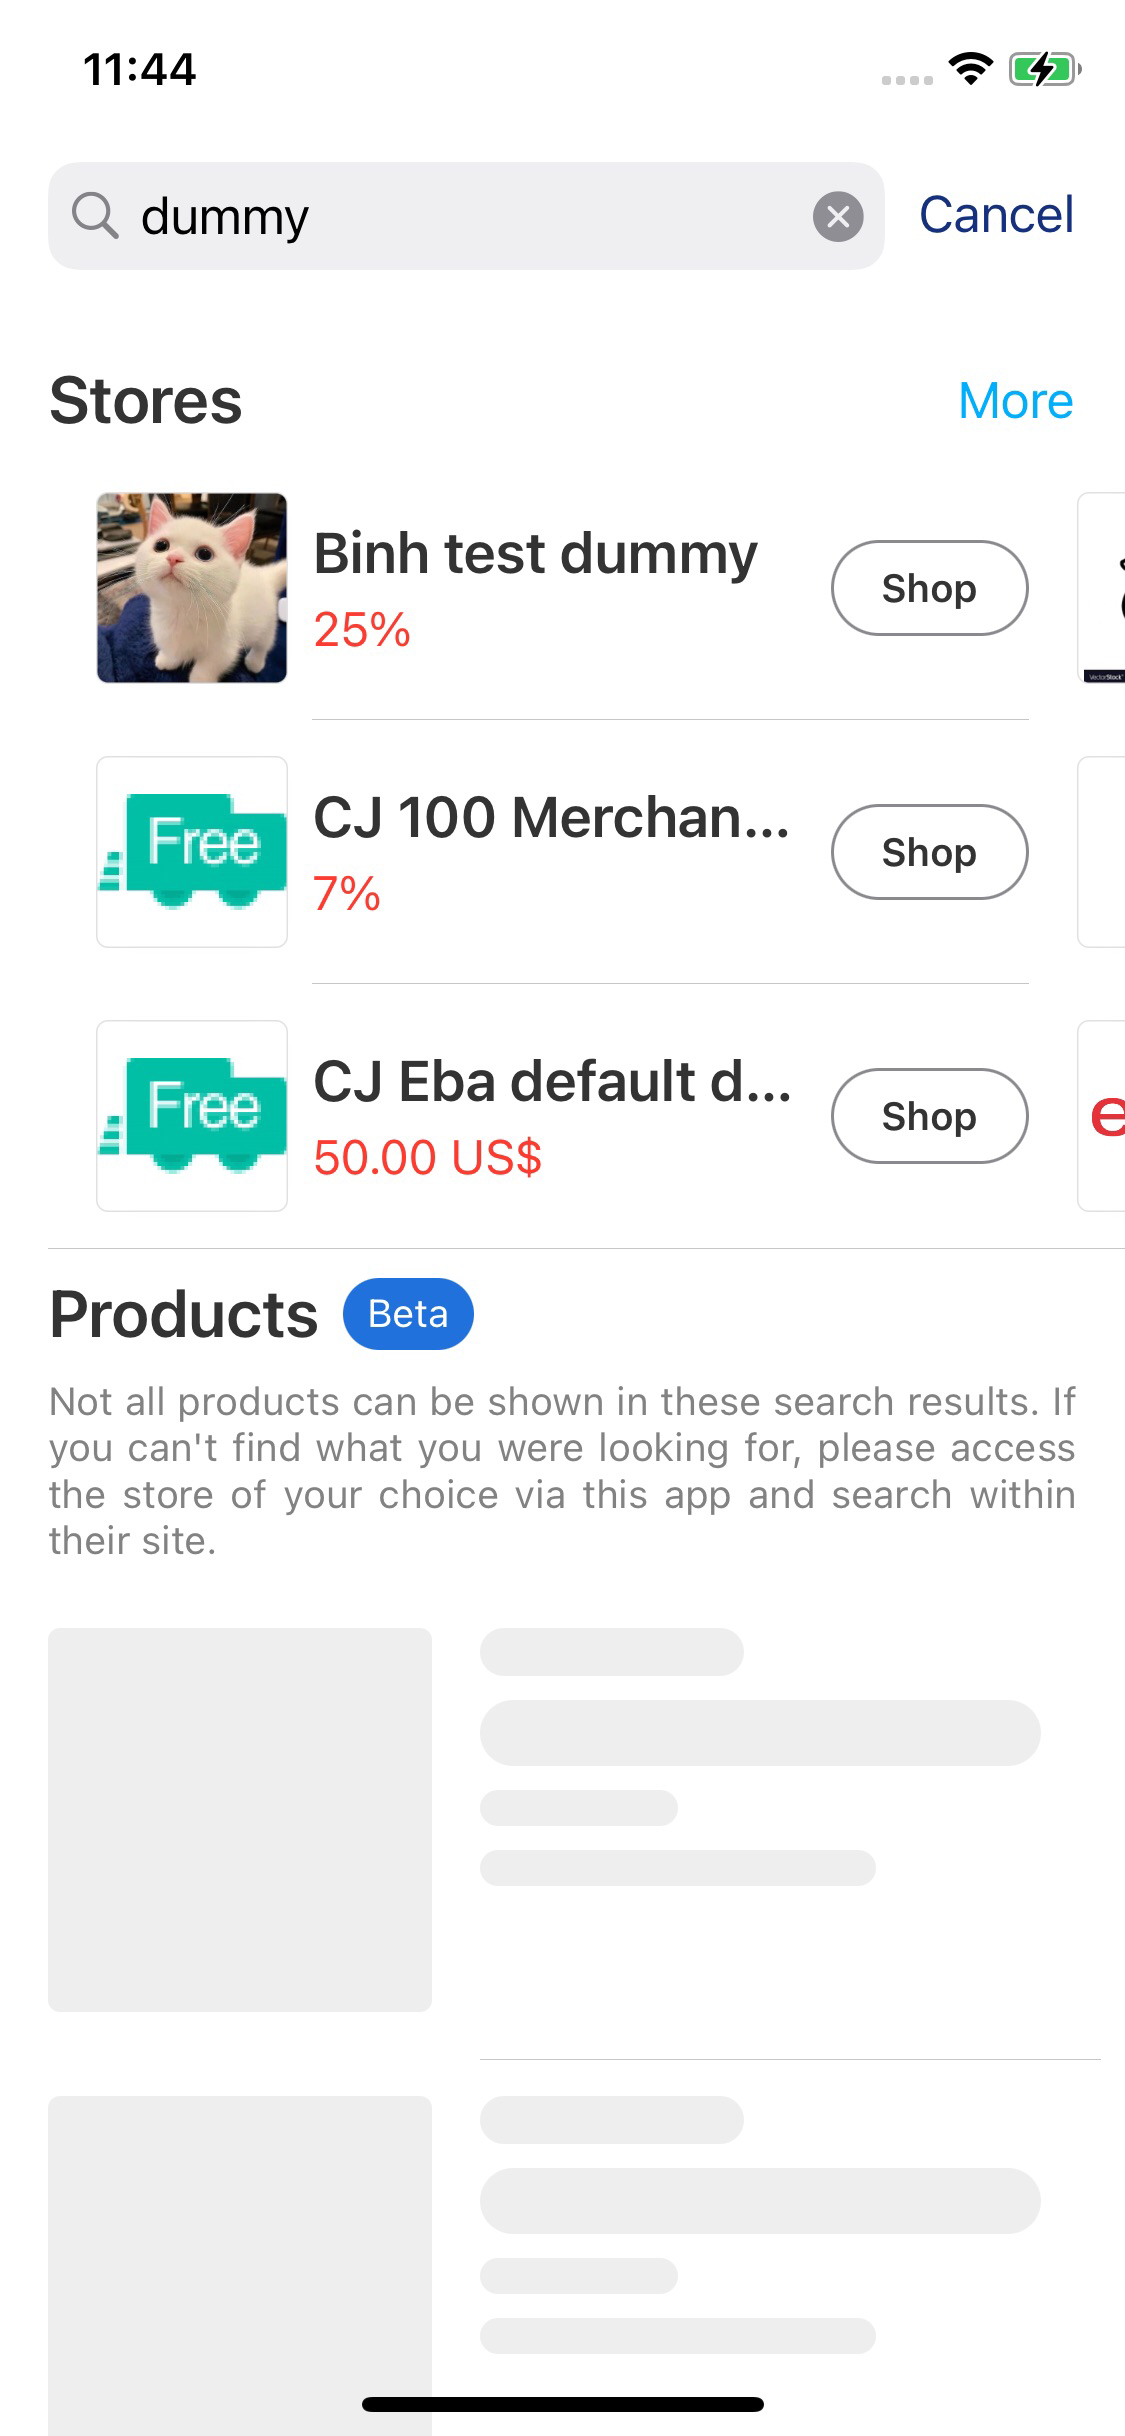 11:44
dummy
Cancel
Stores
More
Binh test dummy
25%
Shop
VectorStock
Free
CJ 100 Merchan...
7%
Shop
Free
CJ Eba default d...
50.00 US$
Shop
e
Products
Beta
Not all products can be shown in these search results. If
you can't find what you were looking for, please access
the store of your choice via this app and search within
their site.